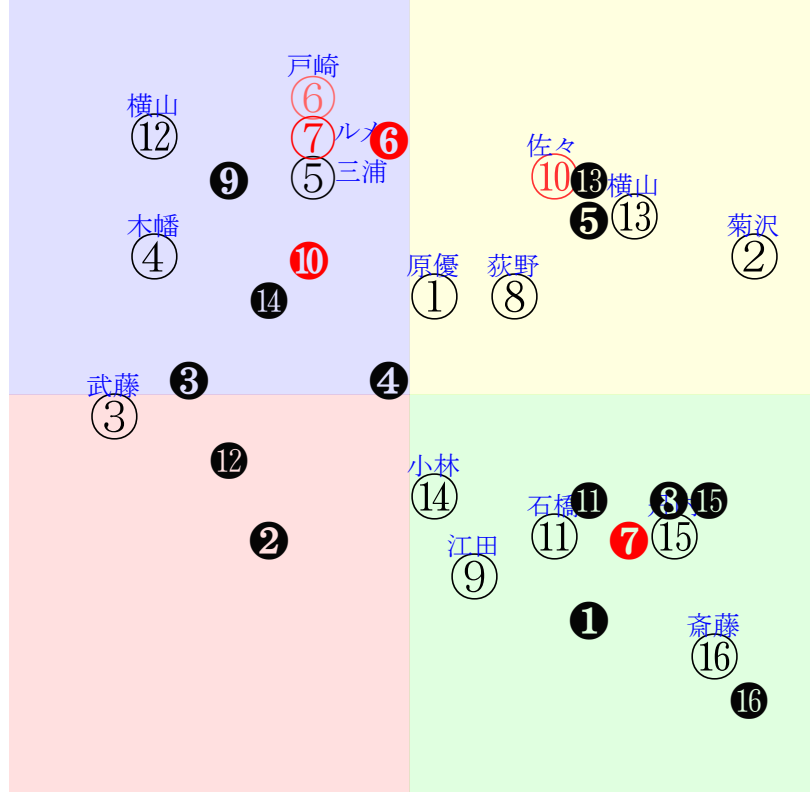 戸崎
⑥
横山
⑫
⑦
ルメ
❻
⑤
三浦
❾
佐々
⑩
⓭
横山
⑬
❺
木幡
④
菊沢
②
❿
原優
①
荻野
⑧
⓮
❸
❹
武藤
③
⓬
小林
⑭
石橋
⑪
⓫
❽
⓯
⑮
❷
❼
江田
⑨
❶
斎藤
⑯
⓰